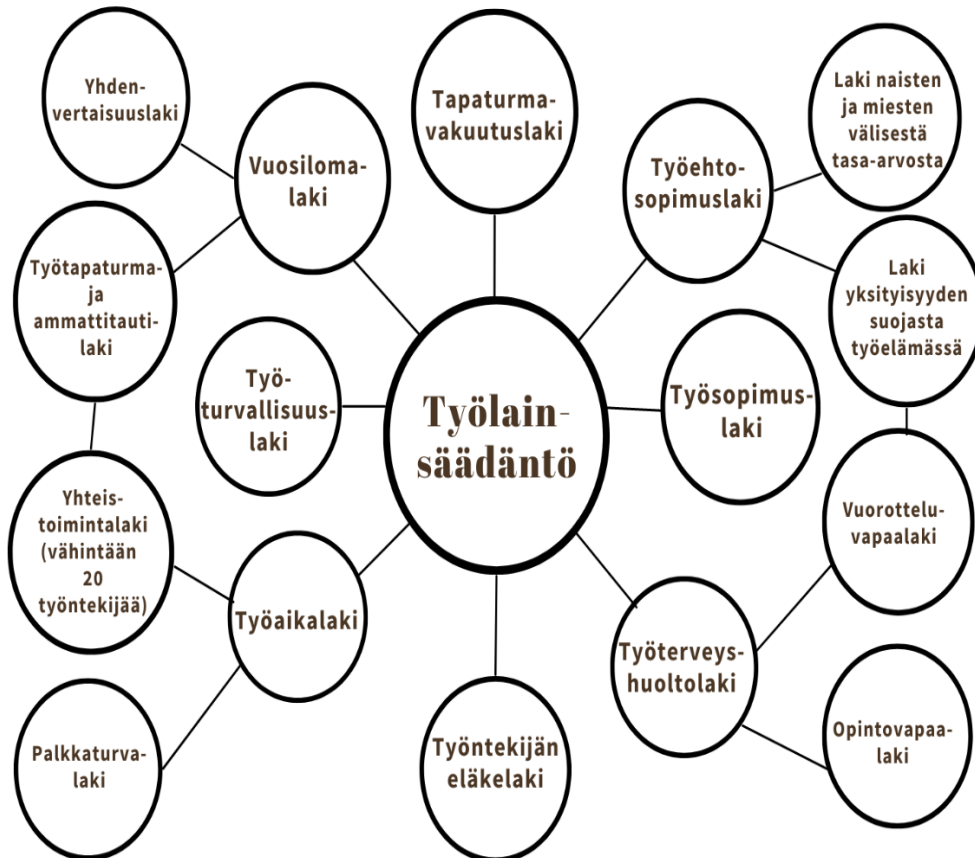 Yhden-
vertaisuuslaki
Vuosiloma-
laki
Tapaturma-
vakuutuslaki
Työehto-
sopimuslaki
Laki naisten
ja miesten
välisestä
tasa-arvosta
Työtapaturma-
ja
ammattitauti-
laki
Työ-
turvallisuus-
laki
Työlain-
säädäntö
Työsopimus-
laki
Laki
yksityisyyden
suojasta
työelämässä
Yhteis-
toimintalaki
(vähintään
20
työntekijää)
Työaikalaki
Työterveys-
huoltolaki
Vuorottelu-
vapaalaki
Palkkaturva-
laki
Työntekijän
eläkelaki
Opintovapaa-
laki